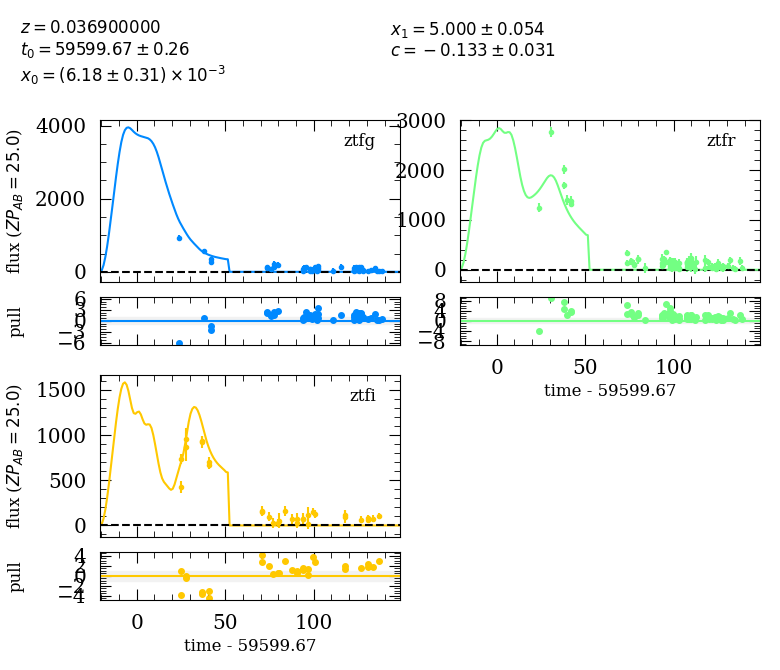 z = 0.036900000
t₀ = 59599.67 ± 0.26
x₀ = (6.18 ± 0.31) × 10⁻³
x₁ = 5.000 ± 0.054
c = −0.133 ± 0.031
4000
2000
0
flux (ZP_AB = 25.0)
ztfg
3000
2000
1000
0
ztfr
6
3
0
−3
−6
pull
8
4
0
−4
−8
0
50
100
time - 59599.67
1500
1000
500
0
flux (ZP_AB = 25.0)
ztfi
4
2
0
−2
−4
pull
0
50
100
time - 59599.67